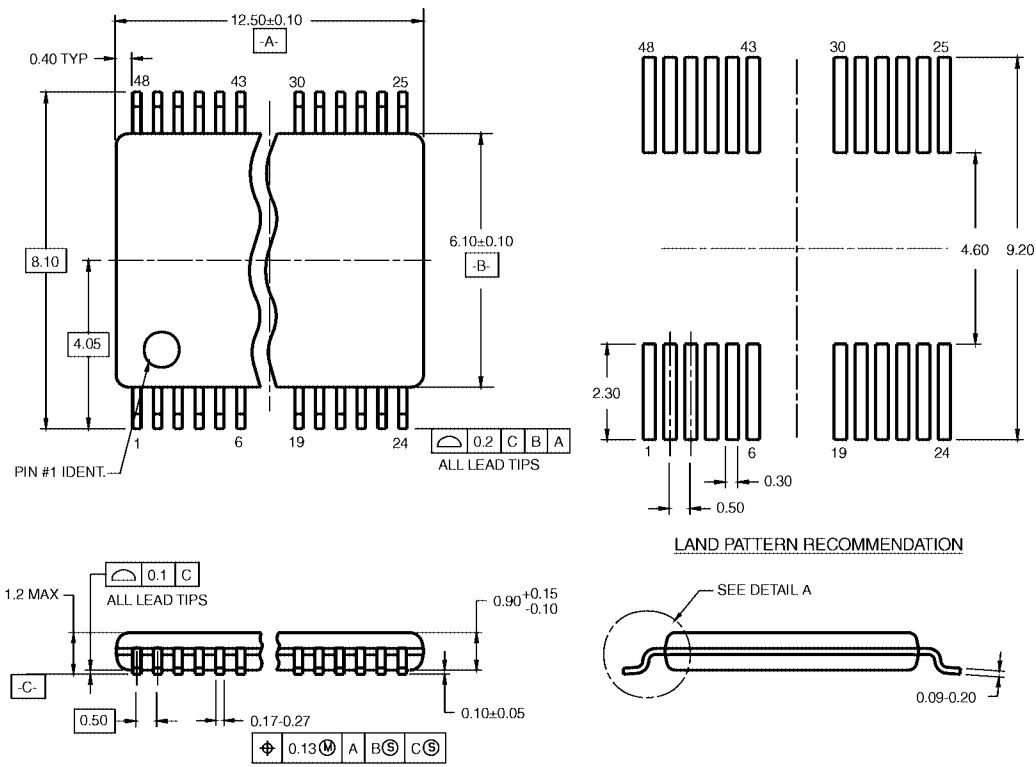 12.50±0.10
-A-
0.40 TYP
48 43 30 25
8.10
4.05
6.10±0.10
-B-
1 6 19 24
PIN #1 IDENT.
0.2 C B A
ALL LEAD TIPS
48 43 30 25
4.60 9.20
2.30
1 6 19 24
0.30
0.50
LAND PATTERN RECOMMENDATION
0.1 C
ALL LEAD TIPS
1.2 MAX
0.90 +0.15
-0.10
-C-
0.50
0.17-0.27
0.10±0.05
⌖ 0.13 Ⓜ A B Ⓢ C Ⓢ
SEE DETAIL A
0.09-0.20